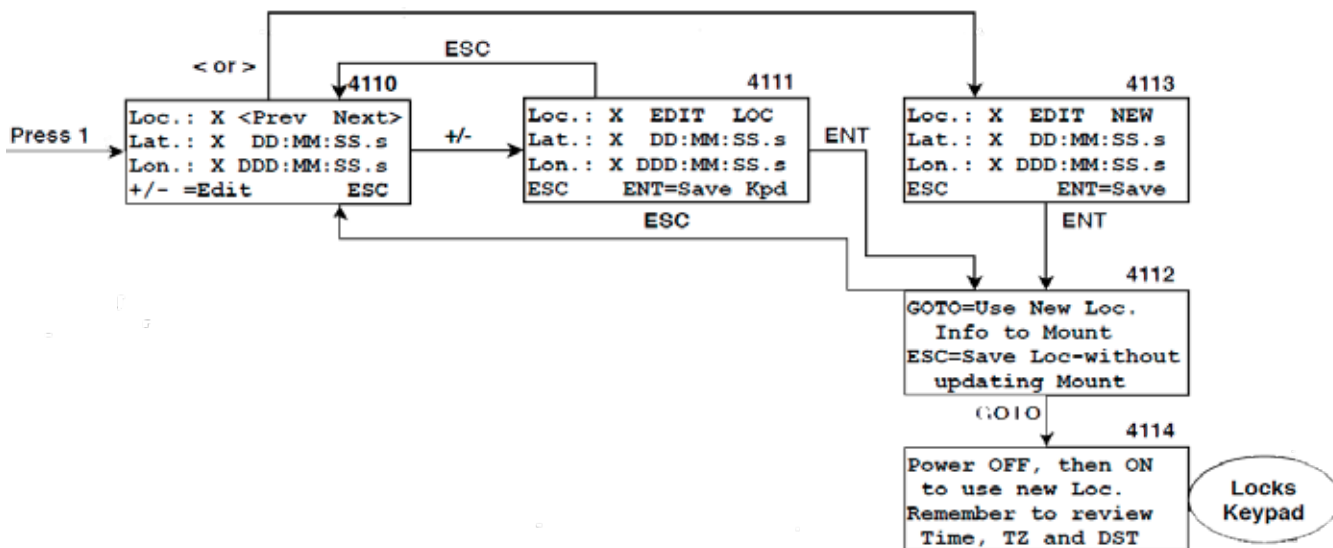 < or >
ESC
4110
4111
4113
Press 1
Loc.: X <Prev Next>
Lat.: X DD:MM:SS.s
Lon.: X DDD:MM:SS.s
+/- =Edit ESC
+/-
Loc.: X EDIT LOC
Lat.: X DD:MM:SS.s
Lon.: X DDD:MM:SS.s
ESC ENT=Save Kpd
ENT
Loc.: X EDIT NEW
Lat.: X DD:MM:SS.s
Lon.: X DDD:MM:SS.s
ESC ENT=Save
ESC
ENT
4112
GOTO=Use New Loc.
Info to Mount
ESC=Save Loc-without
updating Mount
GOTO
4114
Power OFF, then ON
to use new Loc.
Remember to review
Time, TZ and DST
Locks
Keypad